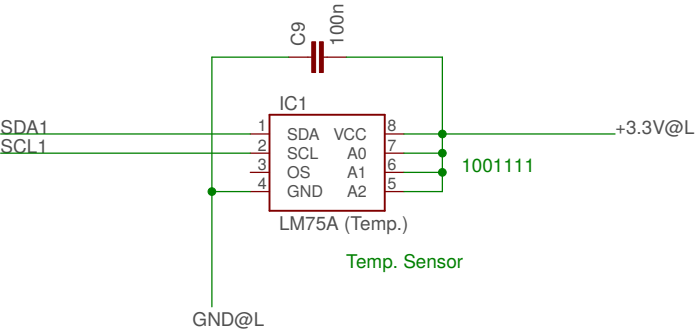 C9
100n
IC1
SDA1
1 SDA VCC 8
+3.3V@L
SCL1
2 SCL A0 7
3 OS A1 6
1001111
4 GND A2 5
LM75A (Temp.)
Temp. Sensor
GND@L